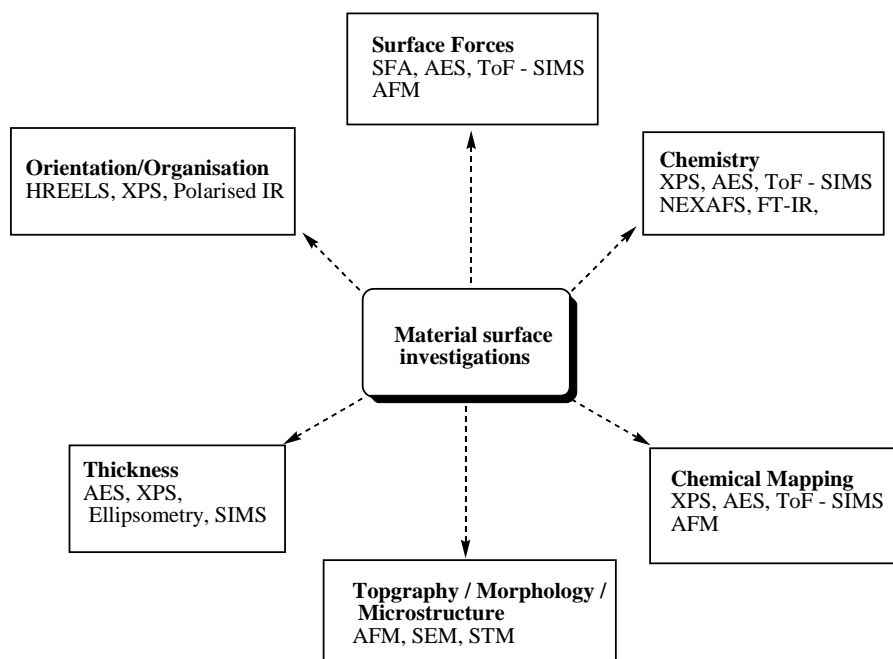 Surface Forces
SFA, AES, ToF - SIMS
AFM
Orientation/Organisation
HREELS, XPS, Polarised IR
Chemistry
XPS, AES, ToF - SIMS
NEXAFS, FT-IR,
Material surface
investigations
Thickness
AES, XPS,
Ellipsometry, SIMS
Chemical Mapping
XPS, AES, ToF - SIMS
AFM
Topgraphy / Morphology /
Microstructure
AFM, SEM, STM